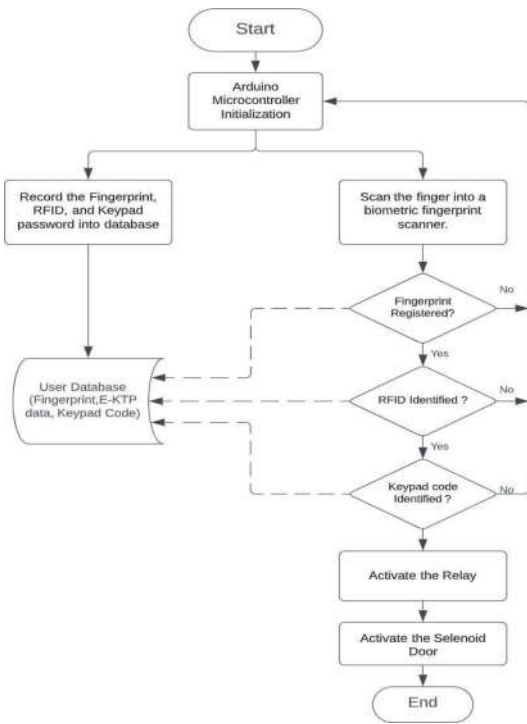 Start
Arduino
Microcontroller
Initialization
Record the Fingerprint,
RFID, and Keypad
password into database
Scan the finger into a
biometric fingerprint
scanner.
Fingerprint
Registered?
No
Yes
User Database
(Fingerprint,E-KTP
data, Keypad Code)
RFID Identified ?
No
Yes
Keypad code
Identified ?
No
Activate the Relay
Activate the Selenoid
Door
End